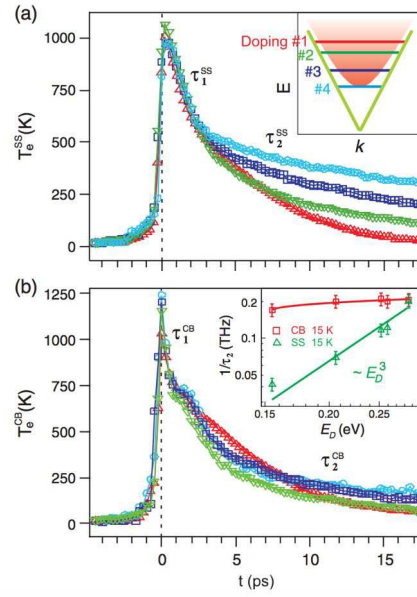 (a)
1000
750
500
250
0
T_e^SS(K)
τ_1^SS
τ_2^SS
Doping #1
#2
#3
#4
E
k
(b)
1250
1000
750
500
250
0
T_e^CB(K)
τ_1^CB
τ_2^CB
0.2
0.1
0.05
1/τ_2 (THz)
CB 15 K
SS 15 K
~ E_D^3
0.15
0.20
0.25
E_D (eV)
0
5
10
15
t (ps)